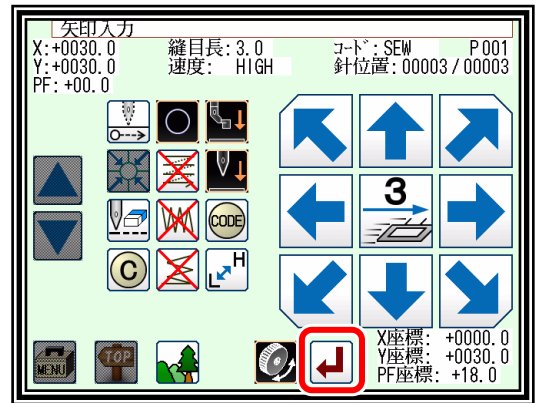 矢印入力
X:+0030.0 縫目長:3.0 コード:SEW P001
Y:+0030.0 速度: HIGH 針位置:00003/00003
PF:+00.0
3
CODE
C
L H
MENU
TOP
X座標: +0000.0
Y座標: +0030.0
PF座標: +18.0